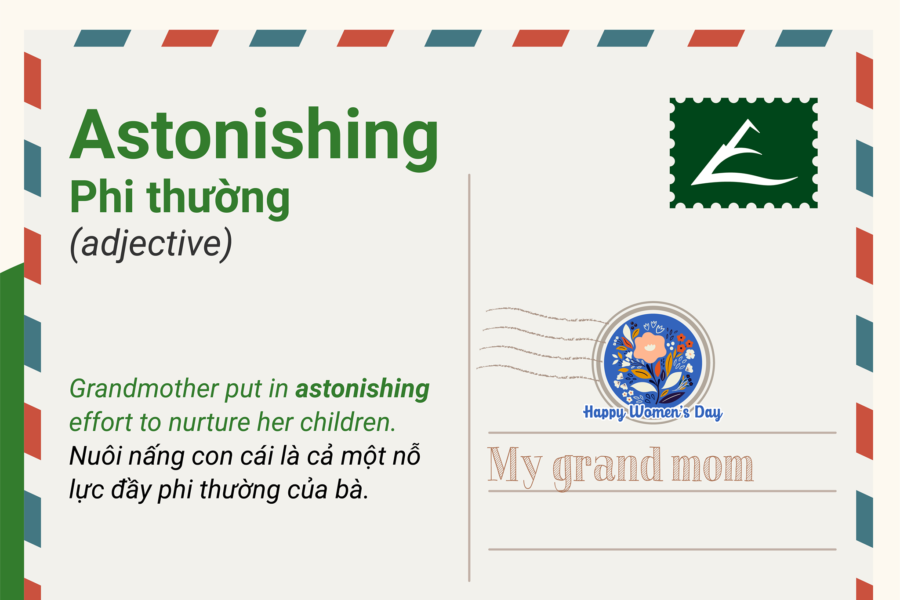 Astonishing
Phi thường
(adjective)
Grandmother put in astonishing
effort to nurture her children.
Nuôi nấng con cái là cả một nỗ
lực đầy phi thường của bà.
Happy Women's Day
My grand mom